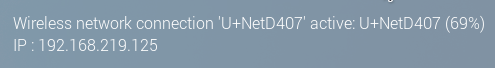 Wireless network connection 'U+NetD407' active: U+NetD407 (69%)
IP : 192.168.219.125